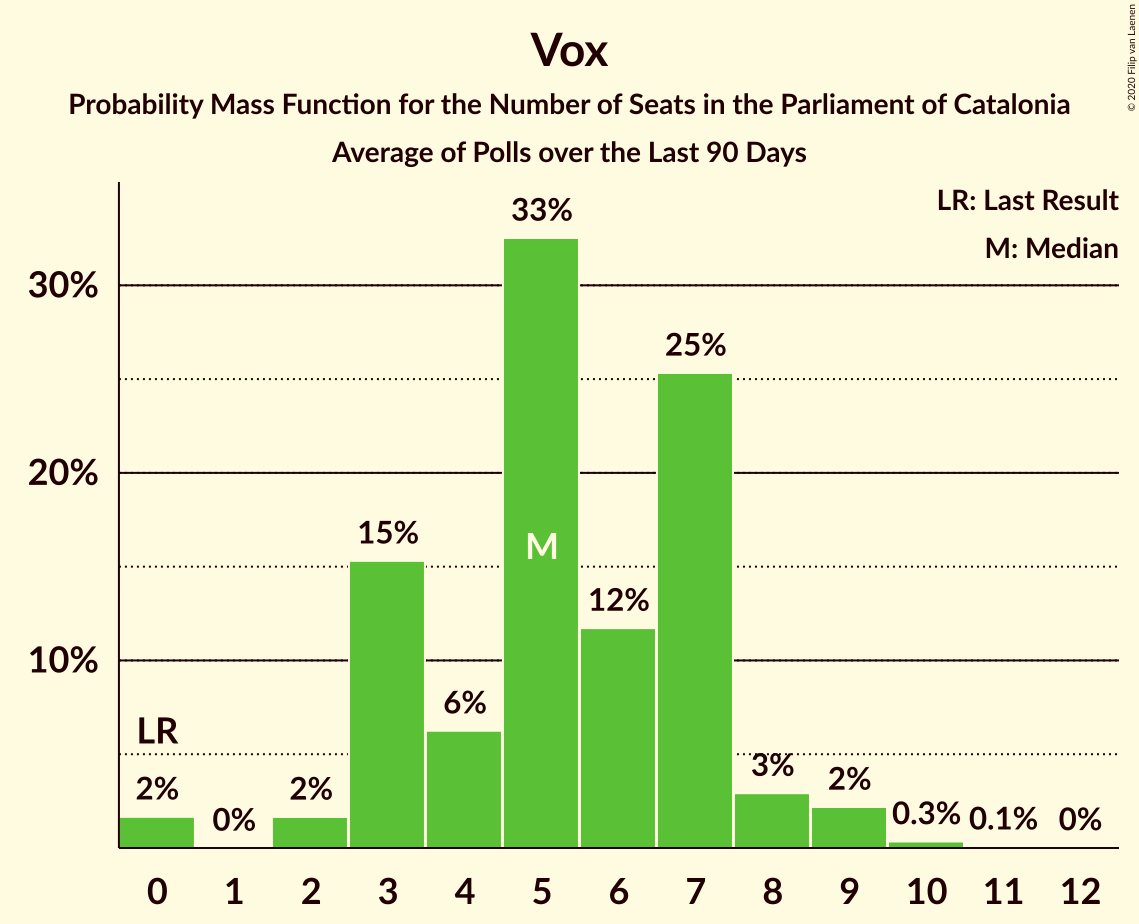 © 2020 Filip van Laenen
Vox
Probability Mass Function for the Number of Seats in the Parliament of Catalonia
Average of Polls over the Last 90 Days
LR: Last Result
M: Median
33%
30%
25%
20%
15%
M
12%
10%
6%
LR
3%
2%
2%
2%
0%
0.3%
0.1%
0%
0 1 2 3 4 5 6 7 8 9 10 11 12